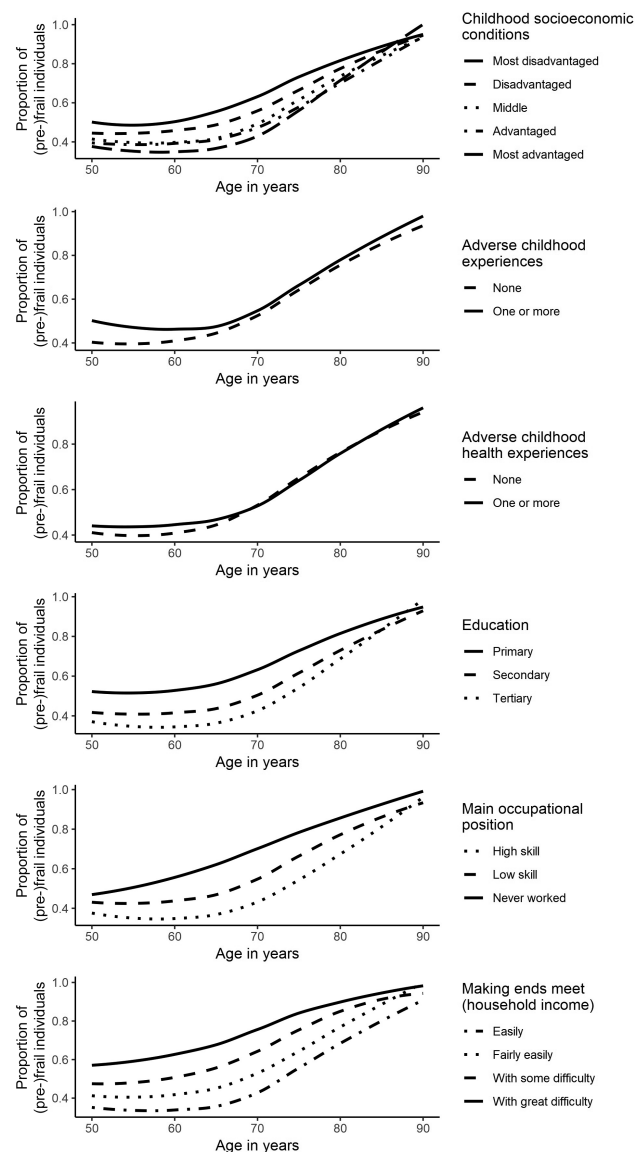 Proportion of
(pre-)frail individuals
1.0
0.8
0.6
0.4
50 60 70 80 90
Age in years
Childhood socioeconomic
conditions
Most disadvantaged
Disadvantaged
Middle
Advantaged
Most advantaged
Proportion of
(pre-)frail individuals
1.0
0.8
0.6
0.4
50 60 70 80 90
Age in years
Adverse childhood
experiences
None
One or more
Proportion of
(pre-)frail individuals
0.8
0.6
0.4
50 60 70 80 90
Age in years
Adverse childhood
health experiences
None
One or more
Proportion of
(pre-)frail individuals
1.0
0.8
0.6
0.4
50 60 70 80 90
Age in years
Education
Primary
Secondary
Tertiary
Proportion of
(pre-)frail individuals
1.0
0.8
0.6
0.4
50 60 70 80 90
Age in years
Main occupational
position
High skill
Low skill
Never worked
Proportion of
(pre-)frail individuals
1.0
0.8
0.6
0.4
50 60 70 80 90
Age in years
Making ends meet
(household income)
Easily
Fairly easily
With some difficulty
With great difficulty